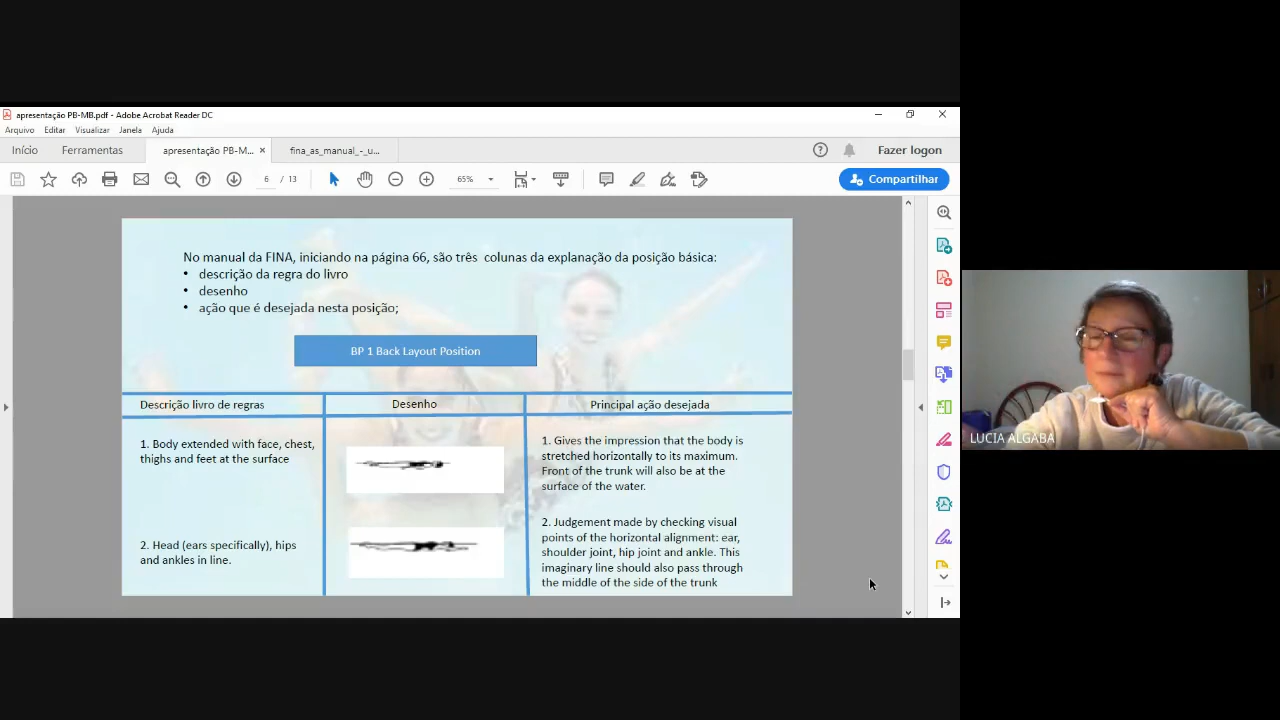 apresentação PB-MB.pdf - Adobe Acrobat Reader DC
Arquivo Editar Visualizar Janela Ajuda
Início Ferramentas apresentação PB-M... × fina_as_manual_-_u... Fazer logon
6 / 13 65% Compartilhar
No manual da FINA, iniciando na página 66, são três colunas da explanação da posição básica:
• descrição da regra do livro
• desenho
• ação que é desejada nesta posição;
BP 1 Back Layout Position
Descrição livro de regras
Desenho
Principal ação desejada
1. Body extended with face, chest,
thighs and feet at the surface
1. Gives the impression that the body is
stretched horizontally to its maximum.
Front of the trunk will also be at the
surface of the water.
2. Head (ears specifically), hips
and ankles in line.
2. Judgement made by checking visual
points of the horizontal alignment: ear,
shoulder joint, hip joint and ankle. This
imaginary line should also pass through
the middle of the side of the trunk
LUCIA ALGABA